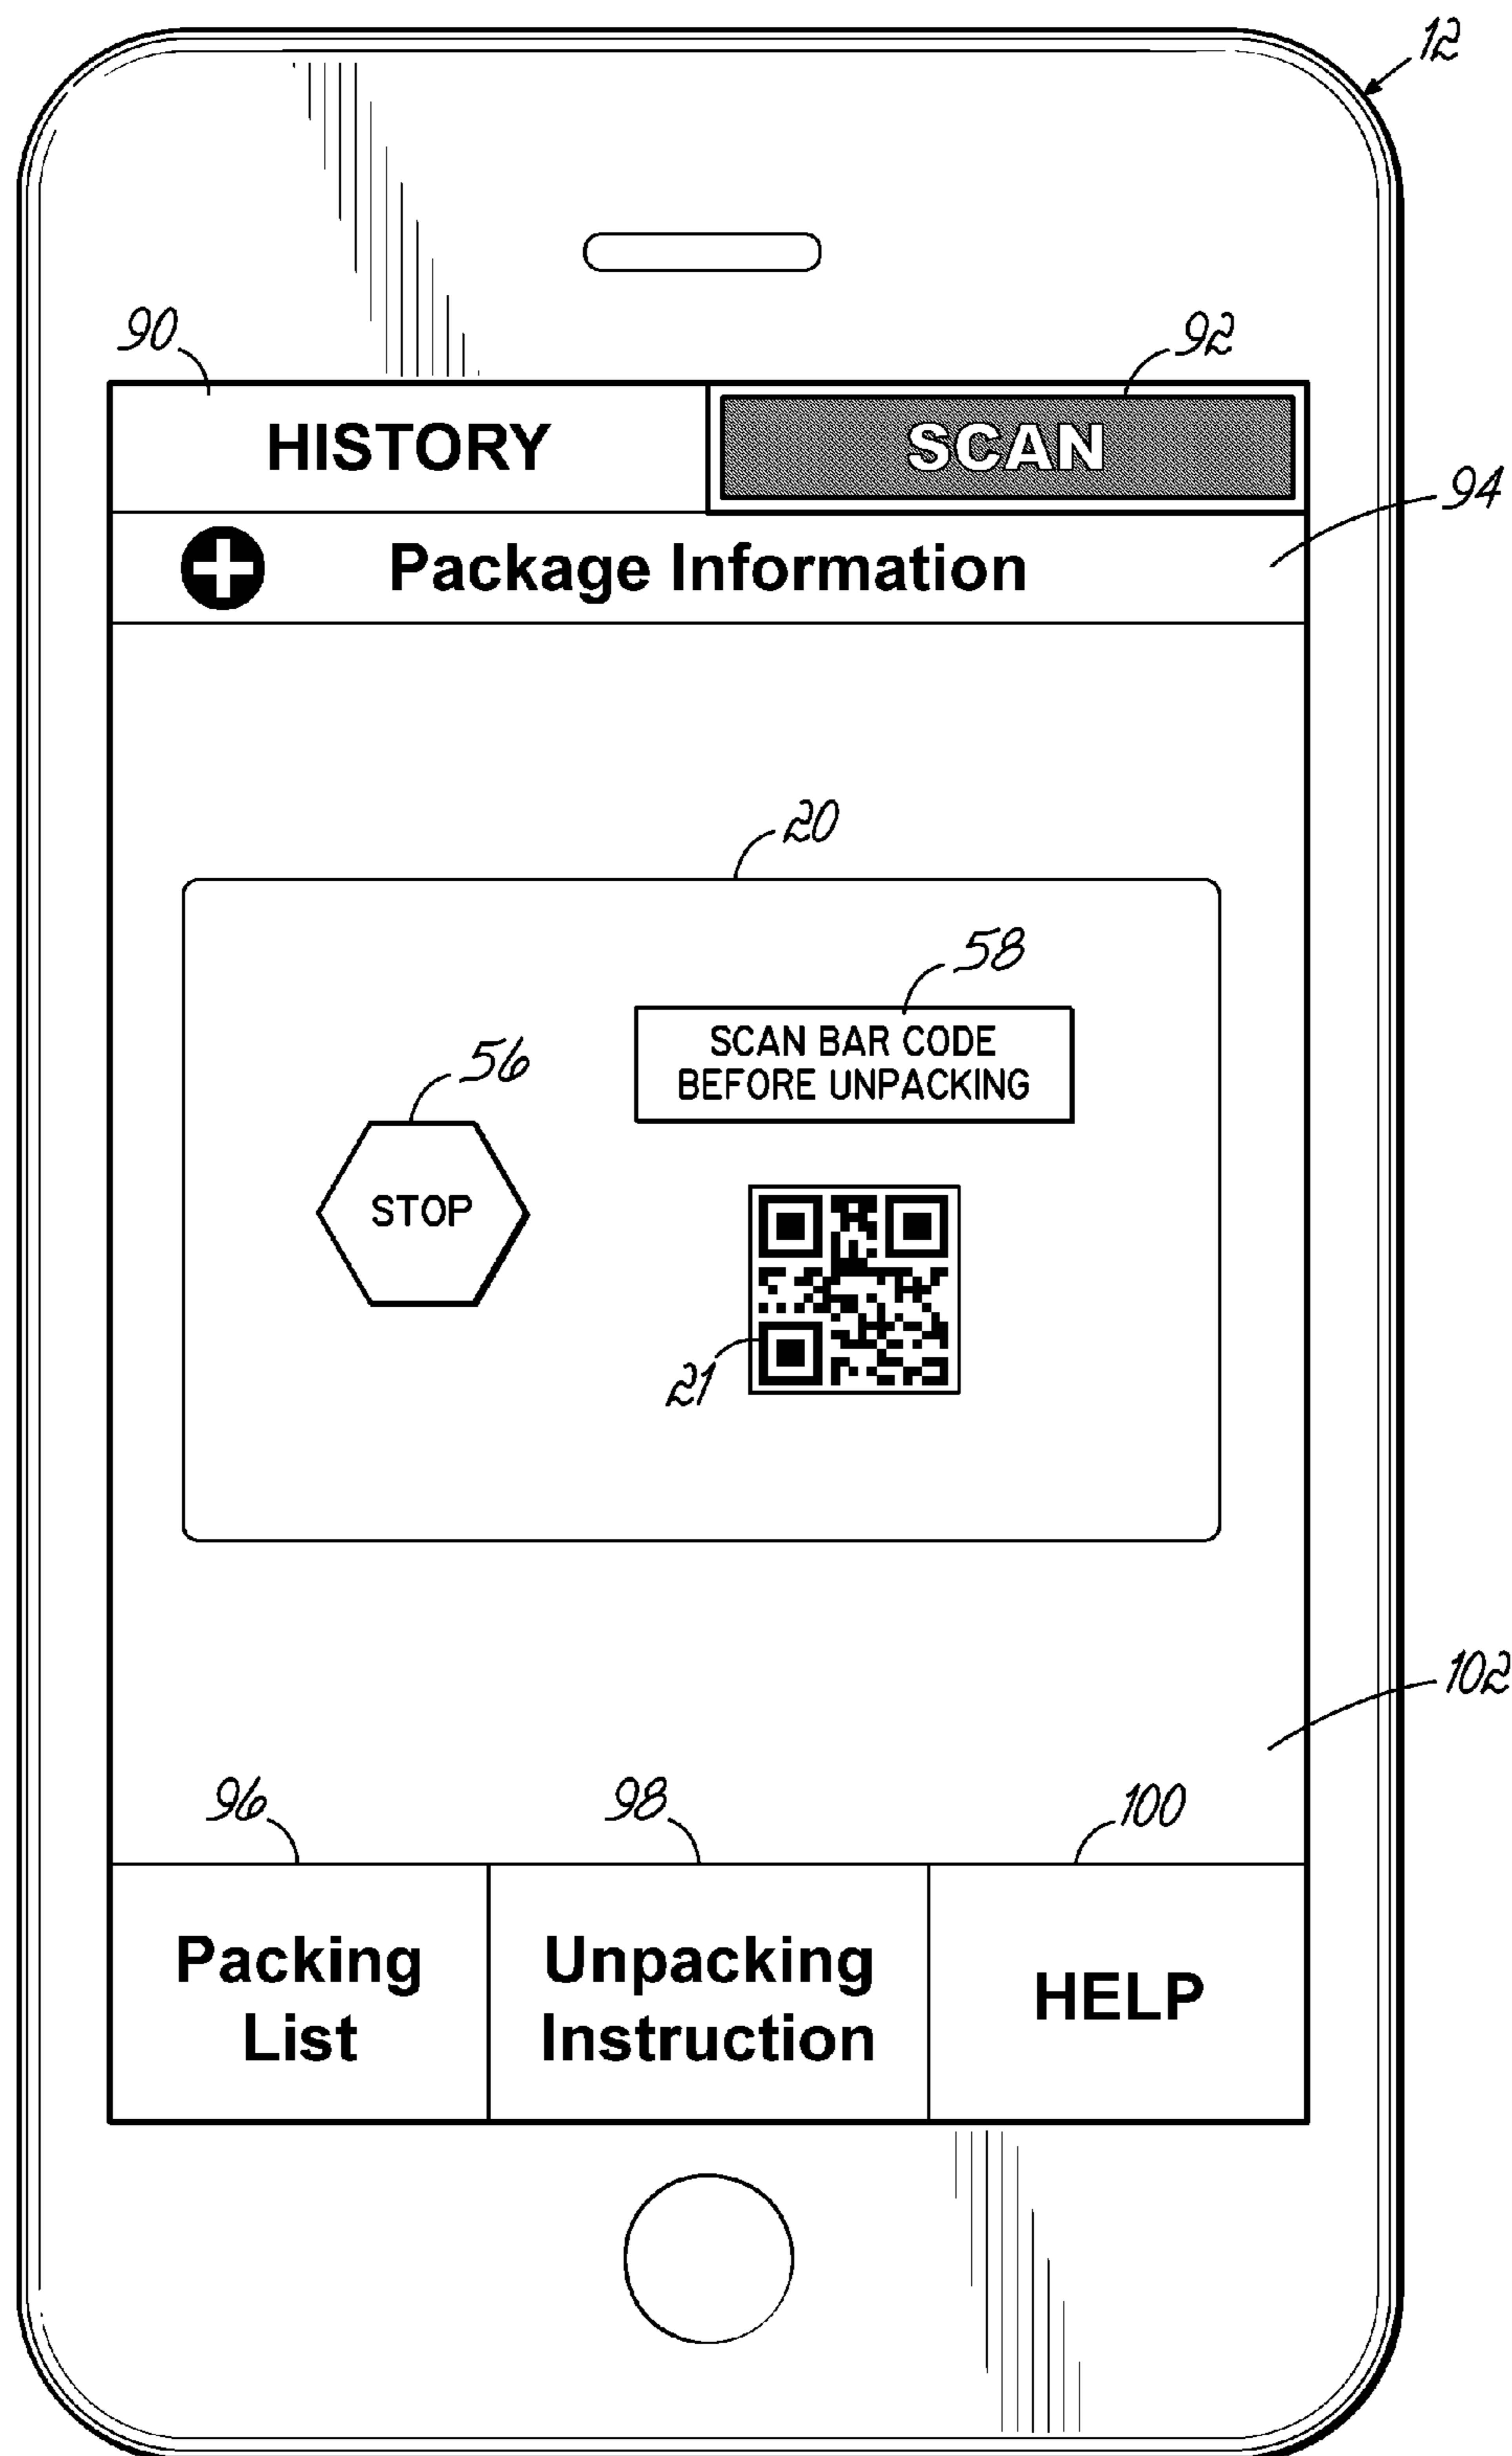 12
90
92
HISTORY
SCAN
94
Package Information
20
58
SCAN BAR CODE
BEFORE UNPACKING
56
STOP
21
102
96
98
100
Packing
List
Unpacking
Instruction
HELP